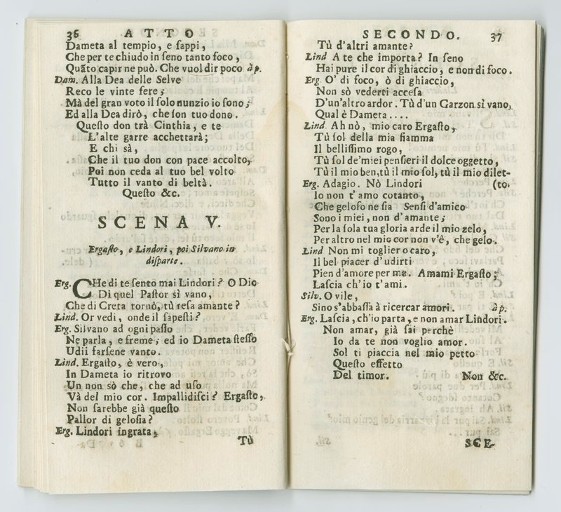 36 ATTO
Dameta al tempio, e sappi,
Che per te chiudo in seno tanto foco,
Quãto capir ne può. Che vuol dir poco àp.
Dam. Alla Dea delle Selve
Reco le vinte fere;
Mà del gran voto il solo nunzio io sono;
Ed alla Dea dirò, che son tuo dono.
Questo don trà Cinthia, e te
L'alte garre acchetterà;
E chi sà,
Che il tuo don con pace accolto,
Poi non ceda al tuo bel volto
Tutto il vanto di beltà.
Questo &c.
SCENA V.
Ergasto, e Lindori, poi Silvano in
disparte.
Erg. CHe di te sento mai Lindori? O Dio
Di quel Pastor sì vano,
Che di Creta tornò, tù resa amante?
Lind. Or vedi, onde il sapesti?
Erg. Silvano ad ogni passo
Ne parla, e freme; ed io Dameta stesso
Udii farsene vanto.
Lind. Ergasto, è vero,
In Dameta io ritrovo
Un non sò che, che ad uso
Và del mio cor. Impallidisci? Ergasto,
Non sarebbe già questo
Pallor di gelosia?
Erg. Lindori ingrata,
Tù
SECONDO. 37
Tù d'altri amante?
Lind A te che importa? In seno
Hai pure il cor di ghiaccio, e non di foco.
Erg O' di foco, ò di ghiaccio,
Non sò vederti accesa
D'un'altro ardor. Tù d'un Garzon sì vano,
Qual è Dameta....
Lind. Ah nò, mio caro Ergasto,
Tù sol della mia fiamma
Il bellissimo rogo,
Tù sol de'miei pensieri il dolce oggetto,
Tù il mio ben, tù il mio sol, tù il mio dilet-
Erg. Adagio. Nò Lindori (to.
Io non t'amo cotanto,
Che geloso ne sia Sensi d'amico
Sono i miei, non d'amante;
Per la sola tua gloria arde il mio zelo,
Per altro nel mio cor non v'è, che gelo.
Lind Non mi toglier o caro,
Il bel piacer d'udirti
Pien d'amore per me. Amami Ergasto;
Lascia ch'io t'ami.
Silv. O vile,
Sino s'abbassa à ricercar amori. àp.
Erg. Lascia, ch'io parta, e non amar Lindori.
Non amar, già sai perchè
Io da te non voglio amor.
Sol ti piaccia nel mio petto
Questo effetto
Del timor. Non &c.
SCE-